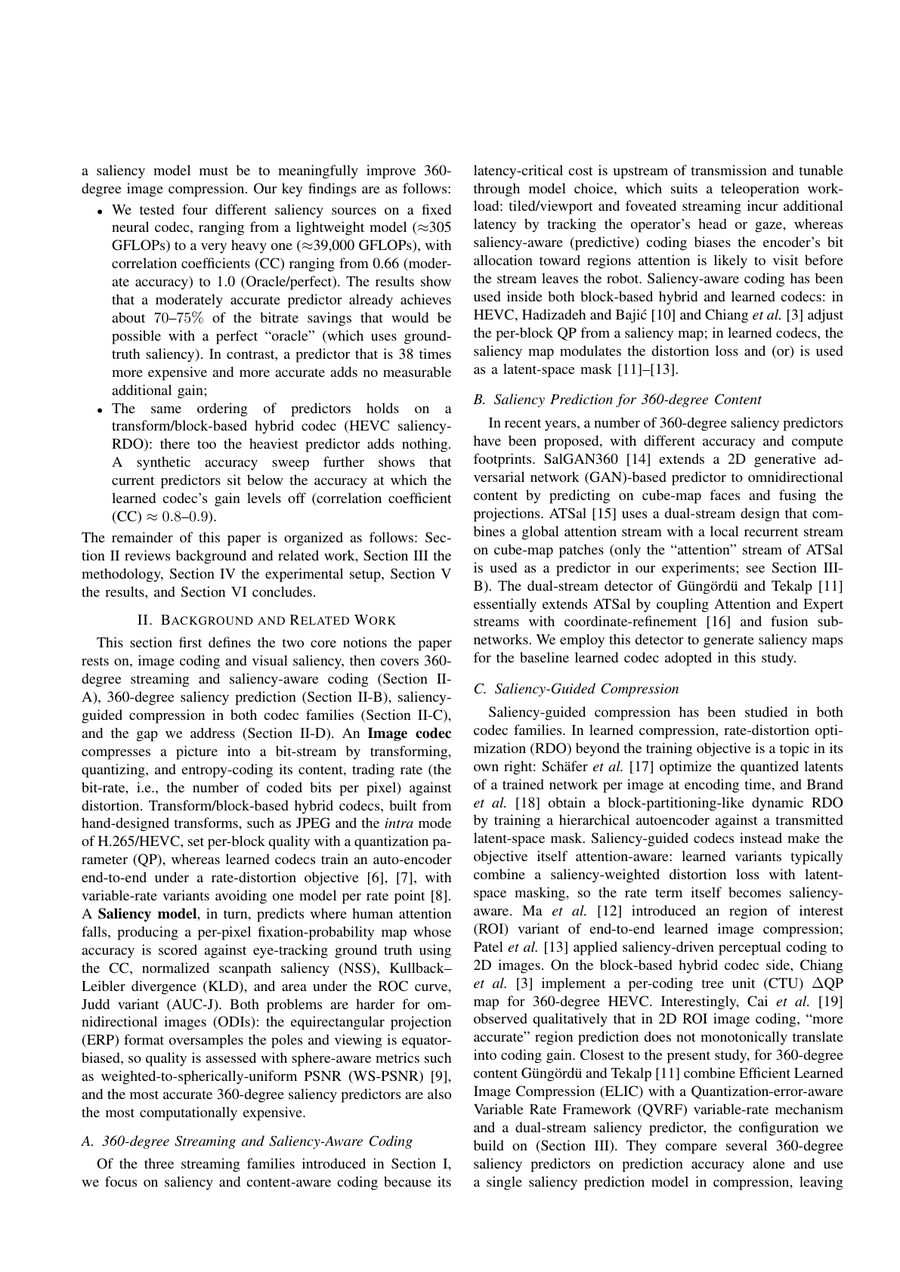 a saliency model must be to meaningfully improve 360-
degree image compression. Our key findings are as follows:
• We tested four different saliency sources on a fixed
neural codec, ranging from a lightweight model (≈305
GFLOPs) to a very heavy one (≈39,000 GFLOPs), with
correlation coefficients (CC) ranging from 0.66 (moder-
ate accuracy) to 1.0 (Oracle/perfect). The results show
that a moderately accurate predictor already achieves
about 70–75% of the bitrate savings that would be
possible with a perfect “oracle” (which uses ground-
truth saliency). In contrast, a predictor that is 38 times
more expensive and more accurate adds no measurable
additional gain;
• The same ordering of predictors holds on a
transform/block-based hybrid codec (HEVC saliency-
RDO): there too the heaviest predictor adds nothing.
A synthetic accuracy sweep further shows that
current predictors sit below the accuracy at which the
learned codec’s gain levels off (correlation coefficient
(CC) ≈ 0.8–0.9).
The remainder of this paper is organized as follows: Sec-
tion II reviews background and related work, Section III the
methodology, Section IV the experimental setup, Section V
the results, and Section VI concludes.
II. BACKGROUND AND RELATED WORK
This section first defines the two core notions the paper
rests on, image coding and visual saliency, then covers 360-
degree streaming and saliency-aware coding (Section II-
A), 360-degree saliency prediction (Section II-B), saliency-
guided compression in both codec families (Section II-C),
and the gap we address (Section II-D). An Image codec
compresses a picture into a bit-stream by transforming,
quantizing, and entropy-coding its content, trading rate (the
bit-rate, i.e., the number of coded bits per pixel) against
distortion. Transform/block-based hybrid codecs, built from
hand-designed transforms, such as JPEG and the intra mode
of H.265/HEVC, set per-block quality with a quantization pa-
rameter (QP), whereas learned codecs train an auto-encoder
end-to-end under a rate-distortion objective [6], [7], with
variable-rate variants avoiding one model per rate point [8].
A Saliency model, in turn, predicts where human attention
falls, producing a per-pixel fixation-probability map whose
accuracy is scored against eye-tracking ground truth using
the CC, normalized scanpath saliency (NSS), Kullback–
Leibler divergence (KLD), and area under the ROC curve,
Judd variant (AUC-J). Both problems are harder for om-
nidirectional images (ODIs): the equirectangular projection
(ERP) format oversamples the poles and viewing is equator-
biased, so quality is assessed with sphere-aware metrics such
as weighted-to-spherically-uniform PSNR (WS-PSNR) [9],
and the most accurate 360-degree saliency predictors are also
the most computationally expensive.
A. 360-degree Streaming and Saliency-Aware Coding
Of the three streaming families introduced in Section I,
we focus on saliency and content-aware coding because its
latency-critical cost is upstream of transmission and tunable
through model choice, which suits a teleoperation work-
load: tiled/viewport and foveated streaming incur additional
latency by tracking the operator’s head or gaze, whereas
saliency-aware (predictive) coding biases the encoder’s bit
allocation toward regions attention is likely to visit before
the stream leaves the robot. Saliency-aware coding has been
used inside both block-based hybrid and learned codecs: in
HEVC, Hadizadeh and Bajić [10] and Chiang et al. [3] adjust
the per-block QP from a saliency map; in learned codecs, the
saliency map modulates the distortion loss and (or) is used
as a latent-space mask [11]–[13].
B. Saliency Prediction for 360-degree Content
In recent years, a number of 360-degree saliency predictors
have been proposed, with different accuracy and compute
footprints. SalGAN360 [14] extends a 2D generative ad-
versarial network (GAN)-based predictor to omnidirectional
content by predicting on cube-map faces and fusing the
projections. ATSal [15] uses a dual-stream design that com-
bines a global attention stream with a local recurrent stream
on cube-map patches (only the “attention” stream of ATSal
is used as a predictor in our experiments; see Section III-
B). The dual-stream detector of Güngördü and Tekalp [11]
essentially extends ATSal by coupling Attention and Expert
streams with coordinate-refinement [16] and fusion sub-
networks. We employ this detector to generate saliency maps
for the baseline learned codec adopted in this study.
C. Saliency-Guided Compression
Saliency-guided compression has been studied in both
codec families. In learned compression, rate-distortion opti-
mization (RDO) beyond the training objective is a topic in its
own right: Schäfer et al. [17] optimize the quantized latents
of a trained network per image at encoding time, and Brand
et al. [18] obtain a block-partitioning-like dynamic RDO
by training a hierarchical autoencoder against a transmitted
latent-space mask. Saliency-guided codecs instead make the
objective itself attention-aware: learned variants typically
combine a saliency-weighted distortion loss with latent-
space masking, so the rate term itself becomes saliency-
aware. Ma et al. [12] introduced an region of interest
(ROI) variant of end-to-end learned image compression;
Patel et al. [13] applied saliency-driven perceptual coding to
2D images. On the block-based hybrid codec side, Chiang
et al. [3] implement a per-coding tree unit (CTU) ΔQP
map for 360-degree HEVC. Interestingly, Cai et al. [19]
observed qualitatively that in 2D ROI image coding, “more
accurate” region prediction does not monotonically translate
into coding gain. Closest to the present study, for 360-degree
content Güngördü and Tekalp [11] combine Efficient Learned
Image Compression (ELIC) with a Quantization-error-aware
Variable Rate Framework (QVRF) variable-rate mechanism
and a dual-stream saliency predictor, the configuration we
build on (Section III). They compare several 360-degree
saliency predictors on prediction accuracy alone and use
a single saliency prediction model in compression, leaving